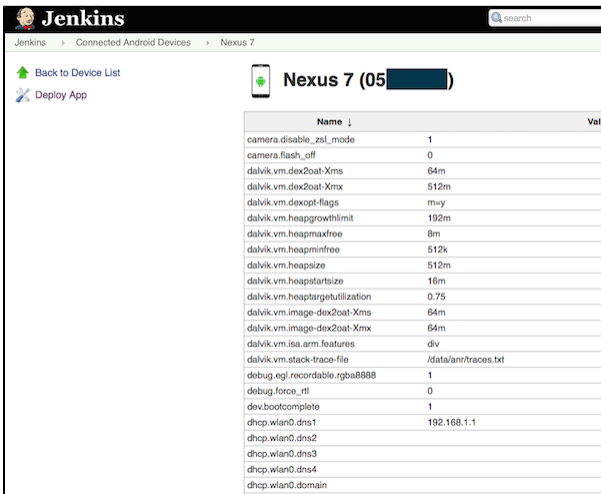 Jenkins
search
Jenkins Connected Android Devices Nexus 7
Back to Device List
Deploy App
Nexus 7 (05 )
Name ↓ Val
camera.disable_zsl_mode 1
camera.flash_off 0
dalvik.vm.dex2oat-Xms 64m
dalvik.vm.dex2oat-Xmx 512m
dalvik.vm.dexopt-flags m=y
dalvik.vm.heapgrowthlimit 192m
dalvik.vm.heapmaxfree 8m
dalvik.vm.heapminfree 512k
dalvik.vm.heapsize 512m
dalvik.vm.heapstartsize 16m
dalvik.vm.heaptargetutilization 0.75
dalvik.vm.image-dex2oat-Xms 64m
dalvik.vm.image-dex2oat-Xmx 64m
dalvik.vm.isa.arm.features div
dalvik.vm.stack-trace-file /data/anr/traces.txt
debug.egl.recordable.rgba8888 1
debug.force_rtl 0
dev.bootcomplete 1
dhcp.wlan0.dns1 192.168.1.1
dhcp.wlan0.dns2
dhcp.wlan0.dns3
dhcp.wlan0.dns4
dhcp.wlan0.domain